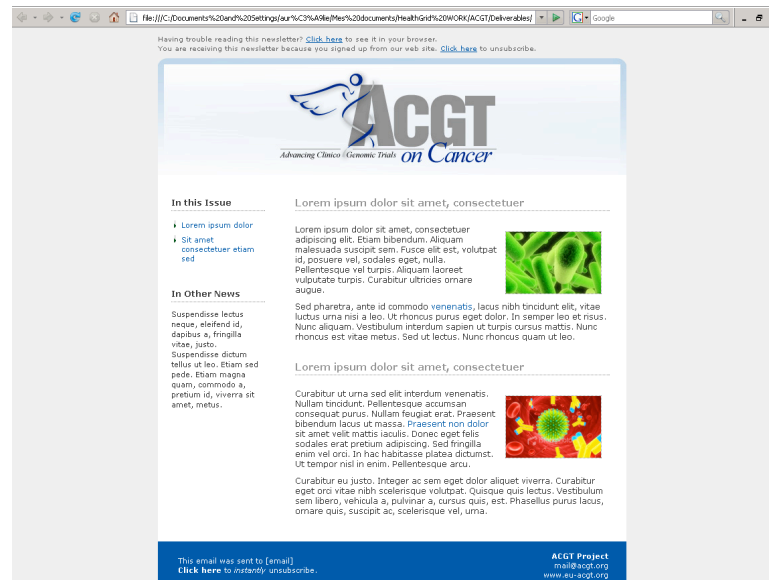 file:///C:/Documents%20and%20Settings/aur%C3%A9lie/Mes%20documents/HealthGrid%20WORK/ACGT/Deliverables/
Google
Having trouble reading this newsletter? Click here to see it in your browser.
You are receiving this newsletter because you signed up from our web site. Click here to unsubscribe.
ACGT
Advancing Clinico Genomic Trials on Cancer
In this Issue
Lorem ipsum dolor
Sit amet
consectetuer etiam
sed
In Other News
Suspendisse lectus
neque, eleifend id,
dapibus a, fringilla
vitae, justo.
Suspendisse dictum
tellus ut leo. Etiam sed
pede. Etiam magna
quam, commodo a,
pretium id, viverra sit
amet, metus.
Lorem ipsum dolor sit amet, consectetuer
Lorem ipsum dolor sit amet, consectetuer
adipiscing elit. Etiam bibendum. Aliquam
malesuada suscipit sem. Fusce elit est, volutpat
id, posuere vel, sodales eget, nulla.
Pellentesque vel turpis. Aliquam laoreet
vulputate turpis. Curabitur ultricies ornare
augue.
Sed pharetra, ante id commodo venenatis, lacus nibh tincidunt elit, vitae
luctus urna nisi a leo. Ut rhoncus purus eget dolor. In semper leo et risus.
Nunc aliquam. Vestibulum interdum sapien ut turpis cursus mattis. Nunc
rhoncus est vitae metus. Sed ut lectus. Nunc rhoncus quam ut leo.
Lorem ipsum dolor sit amet, consectetuer
Curabitur ut urna sed elit interdum venenatis.
Nullam tincidunt. Pellentesque accumsan
consequat purus. Nullam feugiat erat. Praesent
bibendum lacus ut massa. Praesent non dolor
sit amet velit mattis iaculis. Donec eget felis
sodales erat pretium adipiscing. Sed fringilla
enim vel orci. In hac habitasse platea dictumst.
Ut tempor nisl in enim. Pellentesque arcu.
Curabitur eu justo. Integer ac sem eget dolor aliquet viverra. Curabitur
eget orci vitae nibh scelerisque volutpat. Quisque quis lectus. Vestibulum
sem libero, vehicula a, pulvinar a, cursus quis, est. Phasellus purus lacus,
ornare quis, suscipit ac, scelerisque vel, urna.
This email was sent to [email]
Click here to instantly unsubscribe.
ACGT Project
mail@acgt.org
www.eu-acgt.org